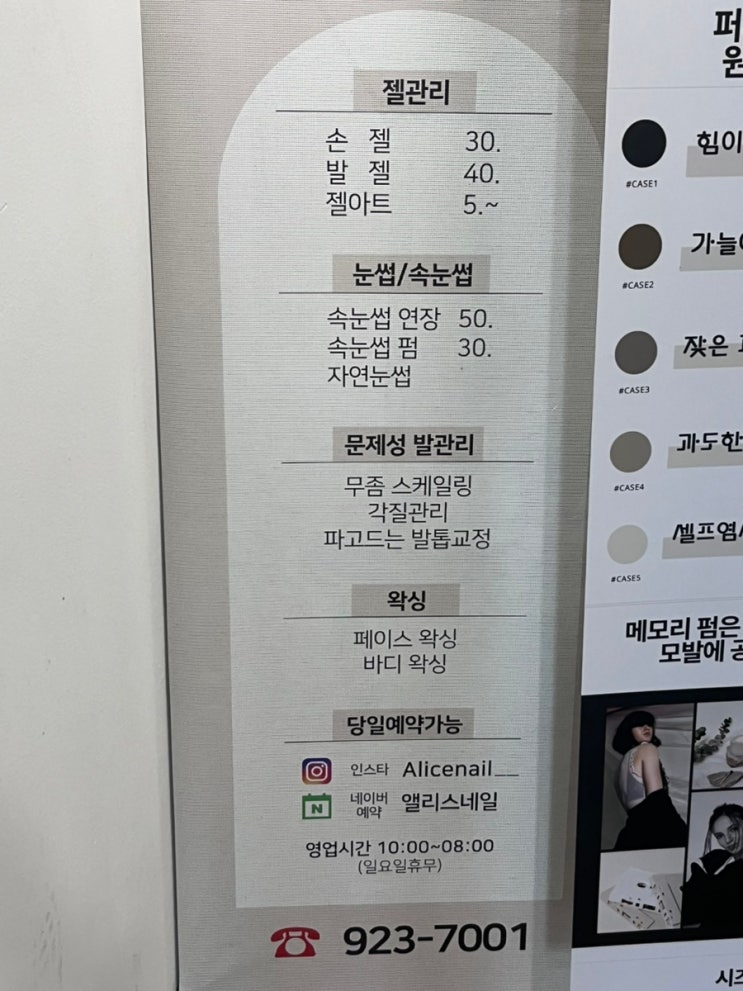 젤관리
손 젤 30.
발 젤 40.
젤아트 5.~
눈썹/속눈썹
속눈썹 연장 50.
속눈썹 펌 30.
자연눈썹
문제성 발관리
무좀 스케일링
각질관리
파고드는 발톱교정
왁싱
페이스 왁싱
바디 왁싱
당일예약가능
인스타 Alicenail__
네이버 예약 앨리스네일
영업시간 10:00~08:00
(일요일휴무)
923-7001
힘이
#CASE1
가늘
#CASE2
잦은
#CASE3
과도한
#CASE4
셀프염
#CASE5
메모리 펌은
모발에